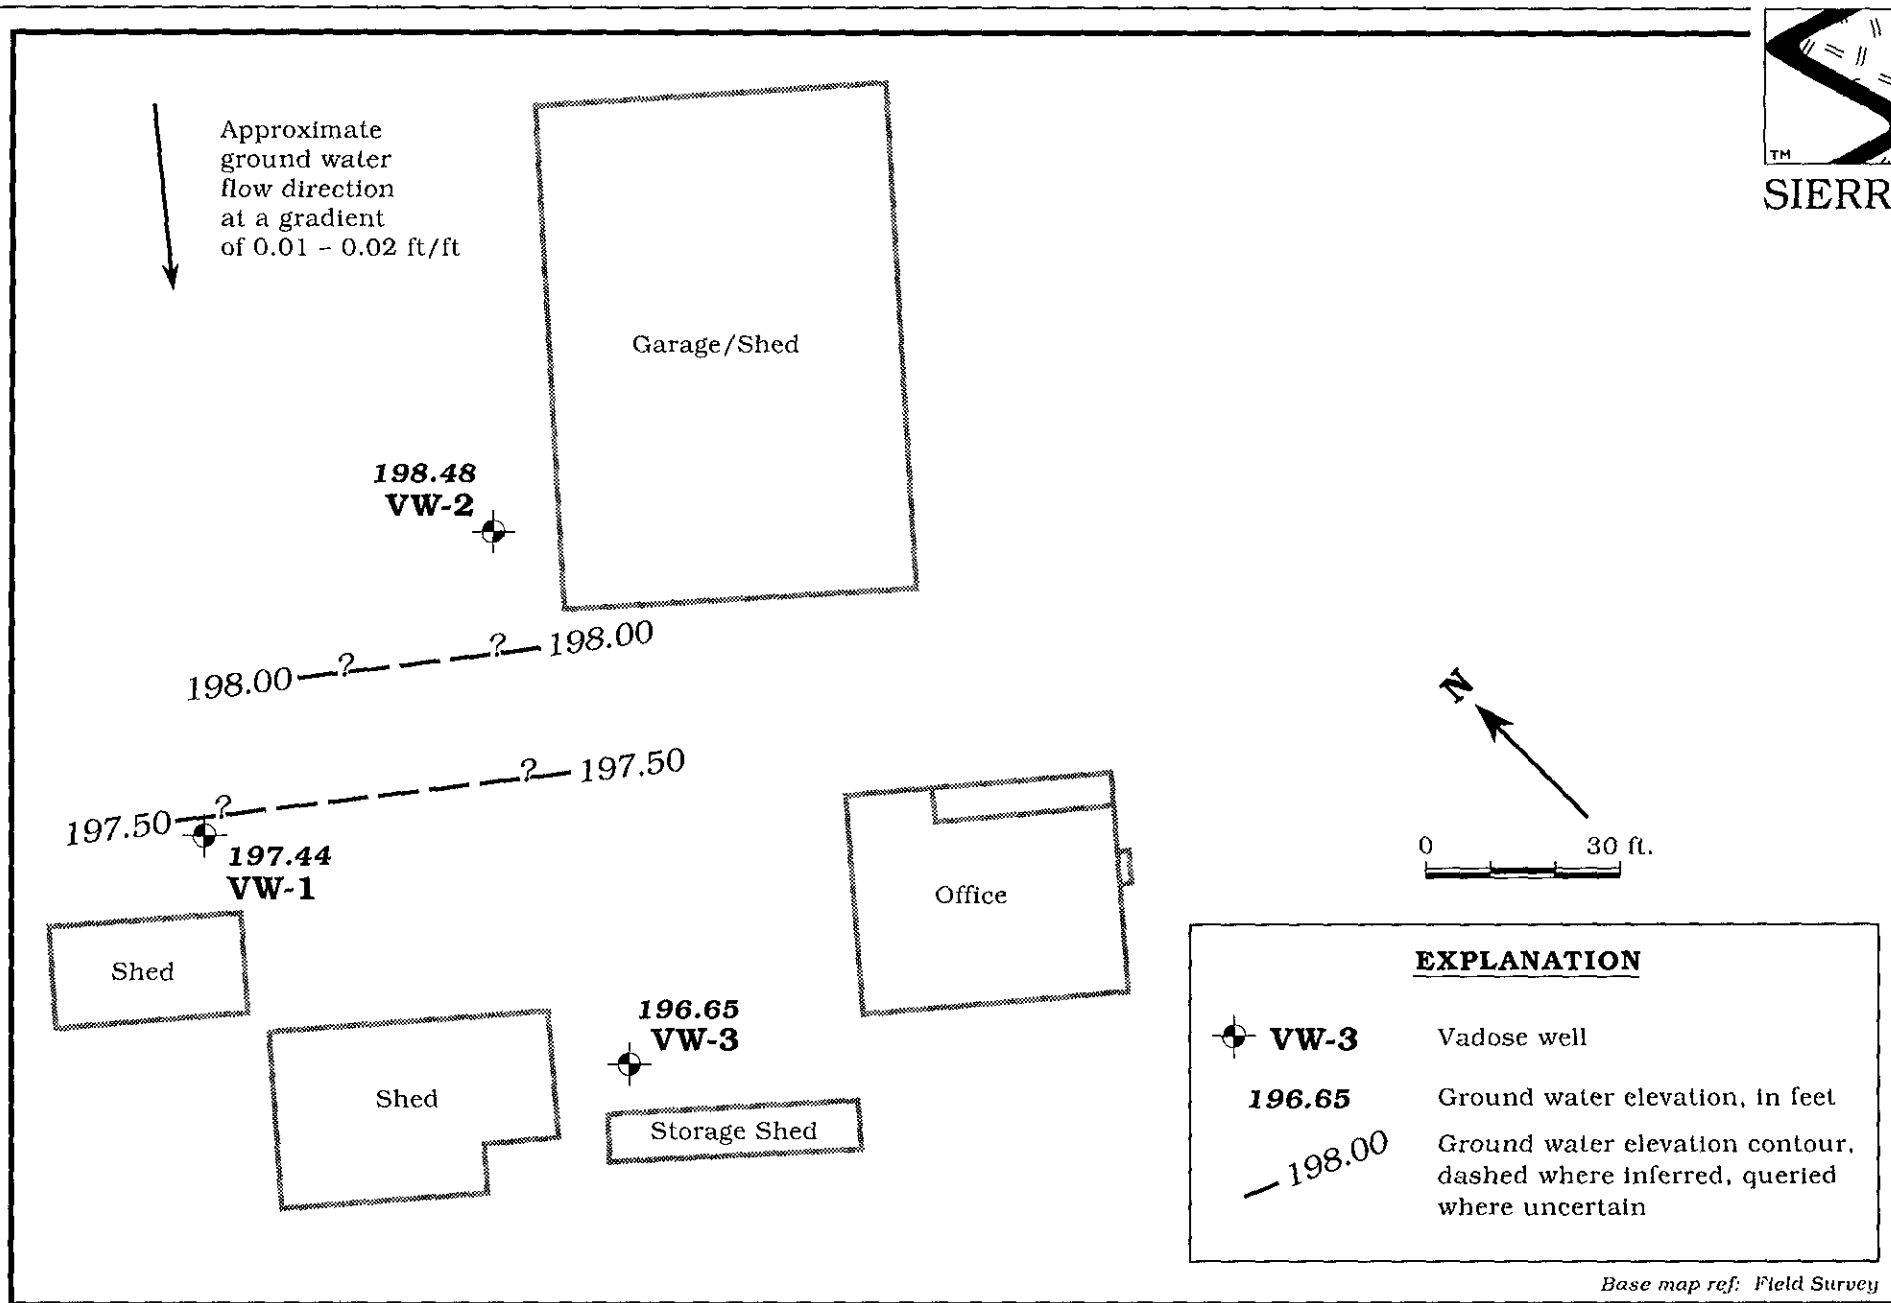 Approximate
ground water
flow direction
at a gradient
of 0.01 – 0.02 ft/ft
TM
SIERR
Garage/Shed
198.48
VW-2
198.00 ? ? 198.00
197.50 ? ? 197.50
197.44
VW-1
N
0 30 ft.
Office
Shed
196.65
VW-3
Shed
Storage Shed
EXPLANATION
VW-3 Vadose well
196.65 Ground water elevation, in feet
198.00 Ground water elevation contour,
dashed where inferred, queried
where uncertain
Base map ref: Field Survey